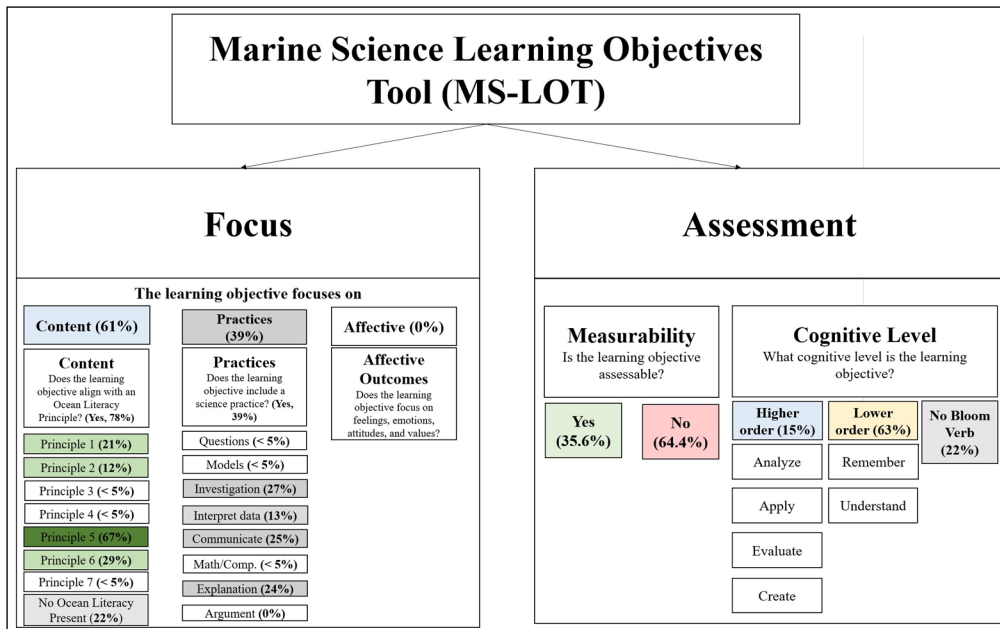 Marine Science Learning Objectives
Tool (MS-LOT)
Focus
The learning objective focuses on
Content (61%)
Content
Does the learning
objective align with an
Ocean Literacy
Principle? (Yes, 78%)
Principle 1 (21%)
Principle 2 (12%)
Principle 3 (< 5%)
Principle 4 (< 5%)
Principle 5 (67%)
Principle 6 (29%)
Principle 7 (< 5%)
No Ocean Literacy
Present (22%)
Practices
(39%)
Practices
Does the learning
objective include a
science practice? (Yes,
39%)
Questions (< 5%)
Models (< 5%)
Investigation (27%)
Interpret data (13%)
Communicate (25%)
Math/Comp. (< 5%)
Explanation (24%)
Argument (0%)
Affective (0%)
Affective
Outcomes
Does the learning
objective focus on
feelings, emotions,
attitudes, and values?
Assessment
Measurability
Is the learning objective
assessable?
Yes
(35.6%)
No
(64.4%)
Cognitive Level
What cognitive level is the learning
objective?
Higher
order (15%)
Analyze
Apply
Evaluate
Create
Lower
order (63%)
Remember
Understand
No Bloom
Verb
(22%)